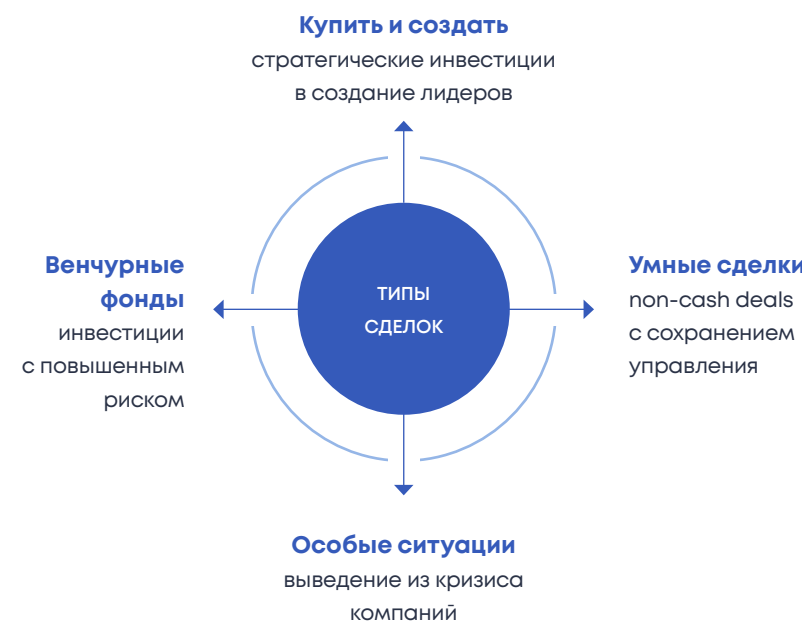 Купить и создать
стратегические инвестиции
в создание лидеров
Венчурные
фонды
инвестиции
с повышенным
риском
ТИПЫ
СДЕЛОК
Умные сделки
non-cash deals
с сохранением
управления
Особые ситуации
выведение из кризиса
компаний